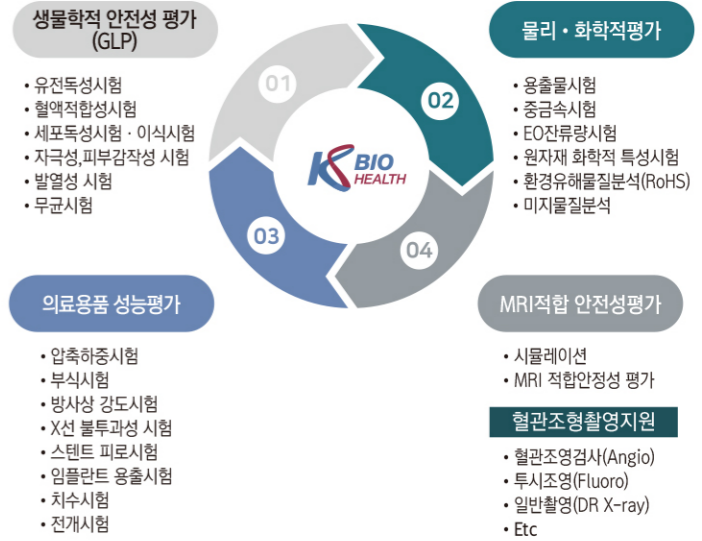 생물학적 안전성 평가
(GLP)
• 유전독성시험
• 혈액적합성시험
• 세포독성시험 · 이식시험
• 자극성,피부감작성 시험
• 발열성 시험
• 무균시험
01
02
03
04
K BIO
HEALTH
물리 • 화학적평가
• 용출물시험
• 중금속시험
• EO잔류량시험
• 원자재 화학적 특성시험
• 환경유해물질분석(RoHS)
• 미지물질분석
의료용품 성능평가
• 압축하중시험
• 부식시험
• 방사상 강도시험
• X선 불투과성 시험
• 스텐트 피로시험
• 임플란트 용출시험
• 치수시험
• 전개시험
MRI적합 안전성평가
• 시뮬레이션
• MRI 적합안정성 평가
혈관조형촬영지원
• 혈관조영검사(Angio)
• 투시조영(Fluoro)
• 일반촬영(DR X-ray)
• Etc